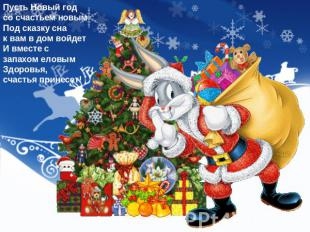 Пусть Новый год
со счастьем новым
Под сказку сна
к вам в дом войдет
И вместе с
запахом еловым
Здоровья,
счастья принесет!